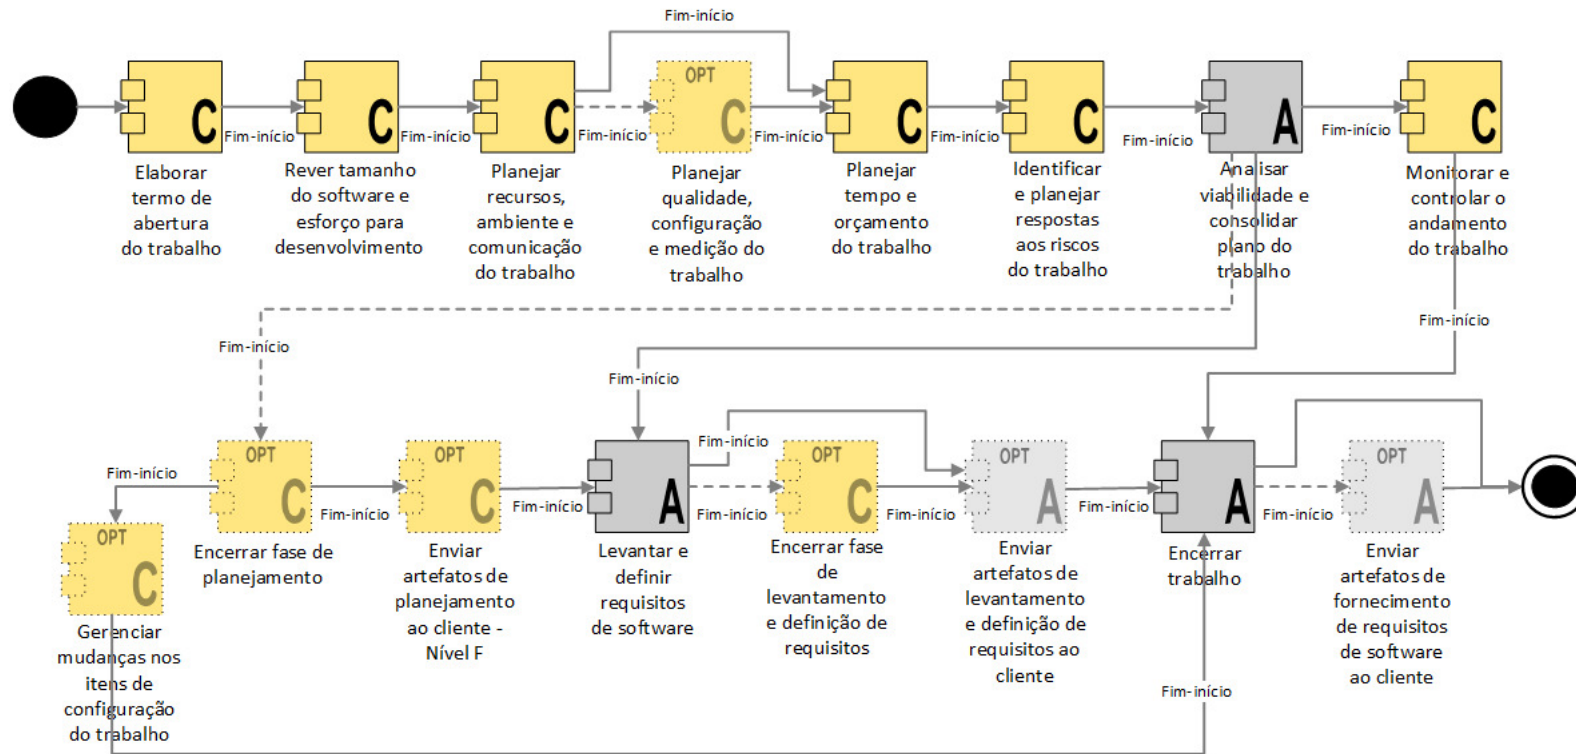 Fim-início
C
Fim-início
Elaborar
termo de
abertura
do trabalho
C
Fim-início
Rever tamanho
do software e
esforço para
desenvolvimento
C
Fim-início
Planejar
recursos,
ambiente e
comunicação
do trabalho
OPT
C
Fim-início
Planejar
qualidade,
configuração
e medição do
trabalho
C
Fim-início
Planejar
tempo e
orçamento
do trabalho
C
Fim-início
Identificar
e planejar
respostas
aos riscos
do trabalho
A
Fim-início
Analisar
viabilidade e
consolidar
plano do
trabalho
C
Monitorar e
controlar o
andamento
do trabalho
Fim-início
Fim-início
Fim-início
Fim-início
OPT
C
Gerenciar
mudanças nos
itens de
configuração
do trabalho
OPT
C
Fim-início
Encerrar fase de
planejamento
OPT
C
Fim-início
Enviar
artefatos de
planejamento
ao cliente -
Nível F
A
Fim-início
Fim-início
Levantar e
definir
requisitos
de software
OPT
C
Fim-início
Encerrar fase
de
levantamento
e definição de
requisitos
OPT
A
Fim-início
Enviar
artefatos de
levantamento
e definição de
requisitos ao
cliente
A
Fim-início
Encerrar
trabalho
Fim-início
OPT
A
Enviar
artefatos de
fornecimento
de requisitos
de software
ao cliente